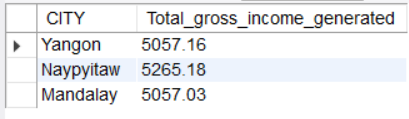 CITY Total_gross_income_generated
Yangon 5057.16
Naypyitaw 5265.18
Mandalay 5057.03